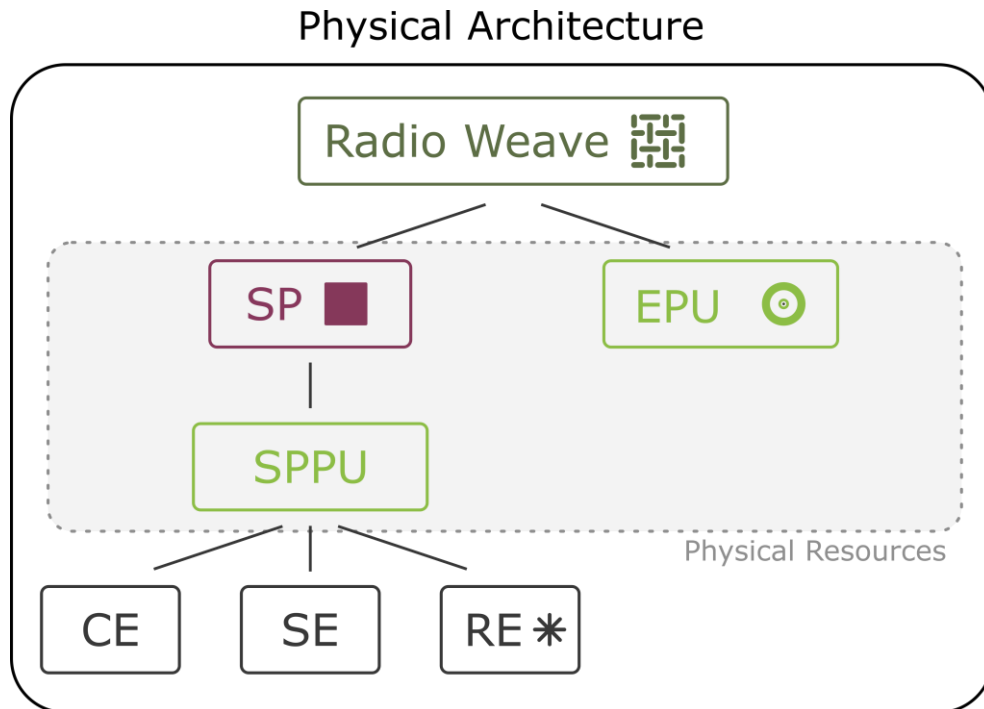 Physical Architecture
Radio Weave
SP
EPU
SPPU
Physical Resources
CE
SE
RE